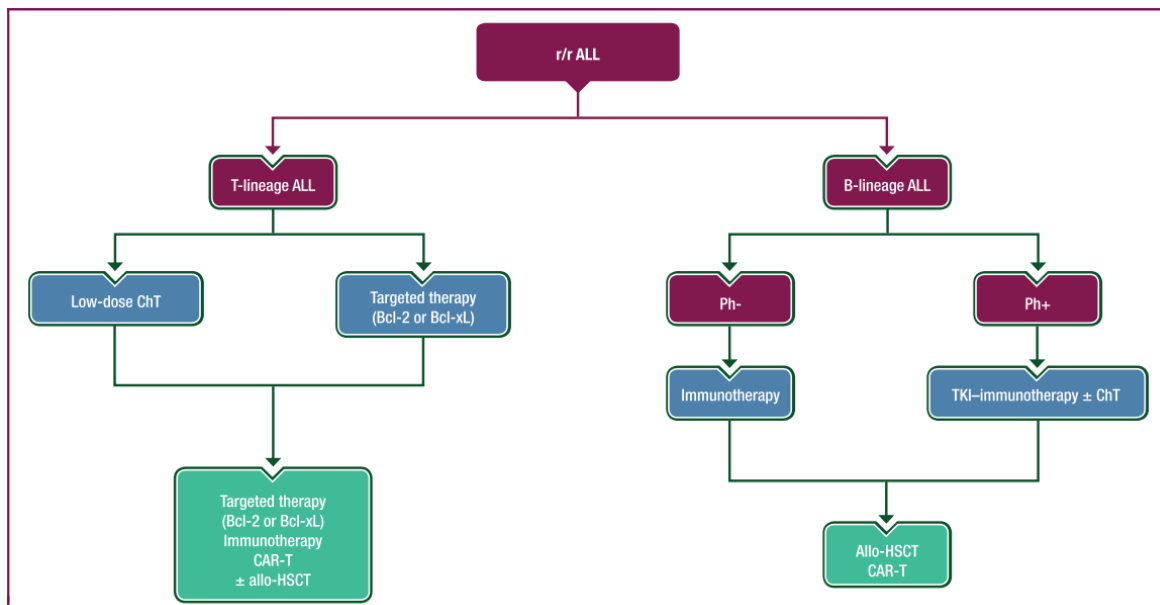 r/r ALL
T-lineage ALL
B-lineage ALL
Low-dose ChT
Targeted therapy
(Bcl-2 or Bcl-xL)
Ph-
Ph+
Immunotherapy
TKI–immunotherapy ± ChT
Targeted therapy
(Bcl-2 or Bcl-xL)
Immunotherapy
CAR-T
± allo-HSCT
Allo-HSCT
CAR-T